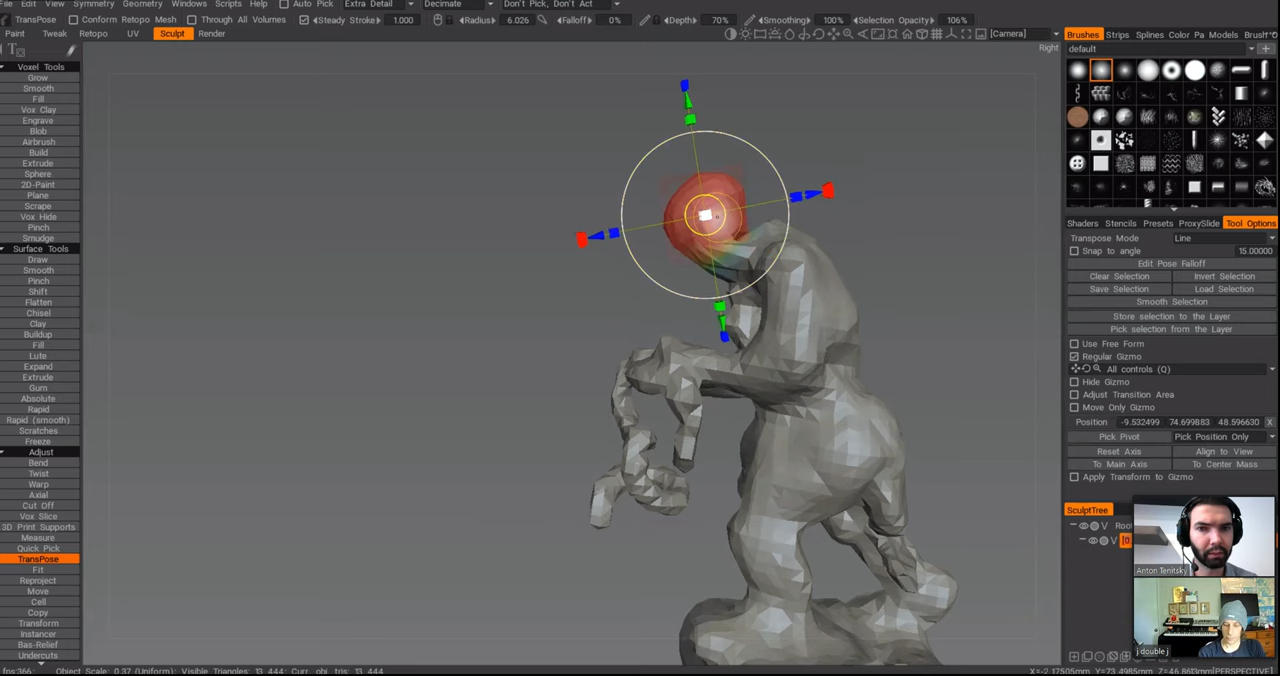 File Edit View Symmetry Geometry Windows Scripts Help Auto Pick Extra Detail Decimate Don't Pick, Don't Act
TransPose Conform Retopo Mesh Through All Volumes Steady Stroke: 1.000 Radius: 6.026 Falloff: 0% Depth: 70% Smoothing: 100% Selection Opacity: 106%
Paint Tweak Retopo UV Sculpt Render [Camera] Brushes Strips Splines Color Pa Models
Right
default
Voxel Tools
Grow
Smooth
Fill
Vox Clay
Engrave
Blob
Airbrush
Build
Extrude
Sphere
2D-Paint
Plane
Scrape
Vox Hide
Pinch
Smudge
Surface Tools
Draw
Smooth
Pinch
Shift
Flatten
Chisel
Clay
Buildup
Fill
Lute
Expand
Extrude
Gum
Absolute
Rapid
Rapid (smooth)
Scratches
Freeze
Adjust
Bend
Twist
Warp
Axial
Cut Off
Vox Slice
3D Print Supports
Measure
Quick Pick
TransPose
Fit
Reproject
Move
Cell
Copy
Transform
Instancer
Bas-Relief
Undercuts
Shaders Stencils Presets ProxySlide Tool Options
Transpose Mode Line
Snap to angle 15.00000
Edit Pose Falloff
Clear Selection Invert Selection
Save Selection Load Selection
Smooth Selection
Store selection to the Layer
Pick selection from the Layer
Use Free Form
Regular Gizmo
All controls (Q)
Hide Gizmo
Adjust Transition Area
Move Only Gizmo
Position -9.532499 74.699883 48.596630 X
Pick Pivot Pick Position Only
Reset Axis Align to View
To Main Axis To Center Mass
Apply Transform to Gizmo
SculptTree
V Root
V
Anton Tenitsky
j double j
fps:366; Object Scale: 0.37 (Uniform); Visible Triangles: 13 444; Curr. obj. tris: 13 444;